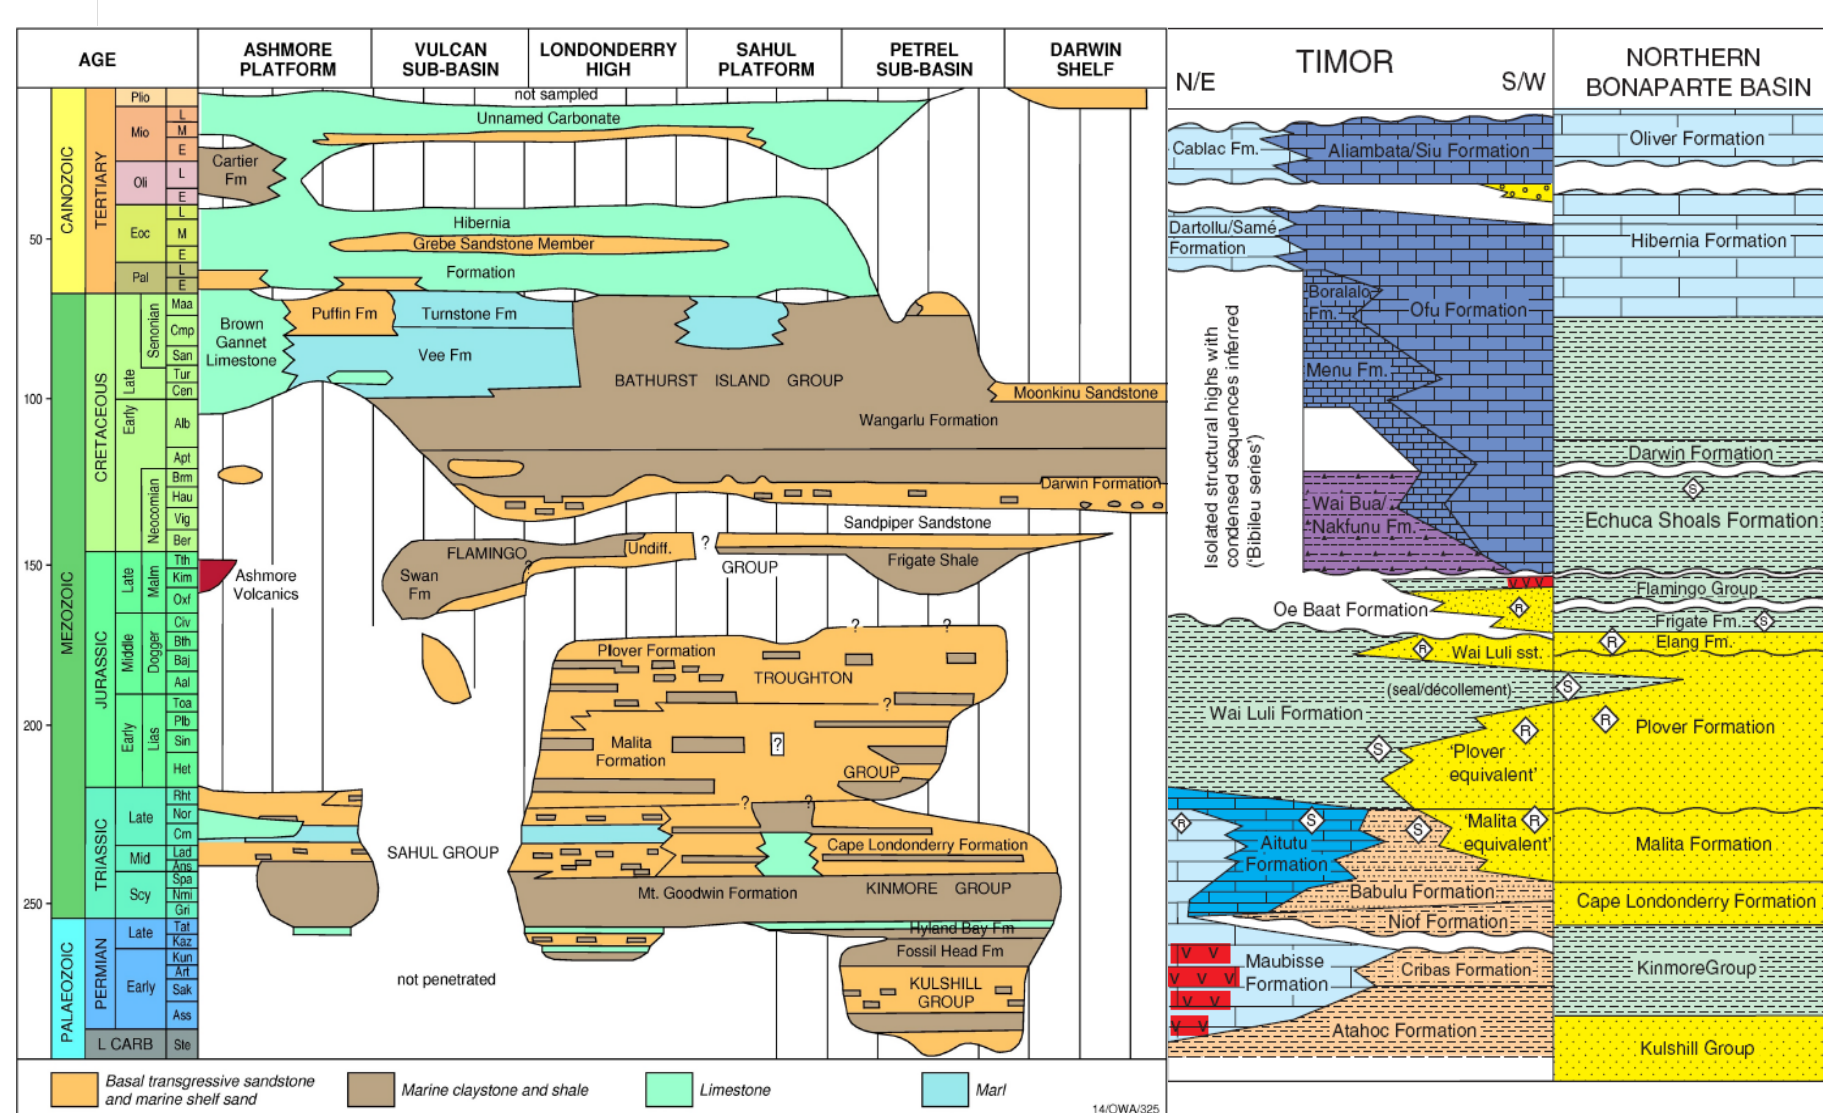 AGE
ASHMORE
PLATFORM
VULCAN
SUB-BASIN
LONDONDERRY
HIGH
SAHUL
PLATFORM
PETREL
SUB-BASIN
DARWIN
SHELF
CAINOZOIC
MEZOZOIC
PALAEOZOIC
TERTIARY
CRETACEOUS
JURASSIC
TRIASSIC
PERMIAN
L CARB
Plio
Mio
Oli
Eoc
Pal
L
M
E
L
E
L
M
E
L
E
Late
Early
Senonian
Neocomian
Maa
Cmp
San
Tur
Cen
Alb
Apt
Brm
Hau
Vig
Ber
Late
Middle
Early
Malm
Dogger
Lias
Tth
Kim
Oxf
Clv
Bth
Baj
Aal
Toa
Plb
Sin
Het
Late
Mid
Scy
Rht
Nor
Crn
Lad
Ans
Spa
Nmi
Gri
Late
Early
Tat
Kaz
Kun
Art
Sak
Ass
Ste
50
100
150
200
250
not sampled
Unnamed Carbonate
Cartier
Fm
Hibernia
Grebe Sandstone Member
Formation
Brown
Gannet
Limestone
Puffin Fm
Turnstone Fm
Vee Fm
BATHURST ISLAND GROUP
Moonkinu Sandstone
Wangarlu Formation
Darwin Formation
Sandpiper Sandstone
FLAMINGO
Undiff.
?
?
GROUP
Frigate Shale
Swan
Fm
Ashmore
Volcanics
?
?
Plover Formation
TROUGHTON
?
Malita
Formation
?
GROUP
?
?
SAHUL GROUP
Cape Londonderry Formation
Mt. Goodwin Formation
KINMORE GROUP
Hyland Bay Fm
Fossil Head Fm
not penetrated
KULSHILL
GROUP
Basal transgressive sandstone
and marine shelf sand
Marine claystone and shale
Limestone
Marl
14/OWA/325
TIMOR
N/E
S/W
NORTHERN
BONAPARTE BASIN
Cablac Fm.
Aliambata/Siu Formation
Oliver Formation
Dartollu/Samé
Formation
Hibernia Formation
Boralalo
Fm.
Ofu Formation
Menu Fm.
Isolated structural highs with
condensed sequences inferred
('Bibileu series')
Darwin Formation
S
Wai Bua/
Nakfunu Fm.
Echuca Shoals Formation
V V V
Flamingo Group
Oe Baat Formation
R
Frigate Fm.
S
R
Elang Fm.
R
Wai Luli sst.
(seal/décollement)
S
Wai Luli Formation
R
R
Plover Formation
S
'Plover
equivalent'
R
S
S
'Malita
equivalent'
R
Aitutu
Formation
Malita Formation
Babulu Formation
Cape Londonderry Formation
Niof Formation
V V
V V V
V V
V V
Maubisse
Formation
Cribas Formation
KinmoreGroup
Atahoc Formation
Kulshill Group